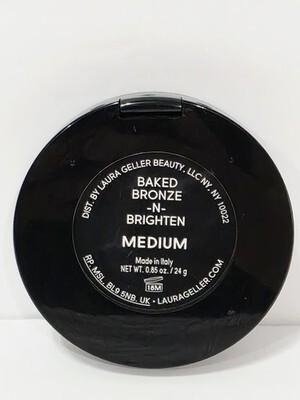 DIST. BY LAURA GELLER BEAUTY, LLC NY, NY 10022
BAKED
BRONZE
-N-
BRIGHTEN
MEDIUM
Made in Italy
NET WT. 0.85 oz. / 24 g
18M
RP. MSL, BL9 5NB, UK • LAURAGELLER.COM